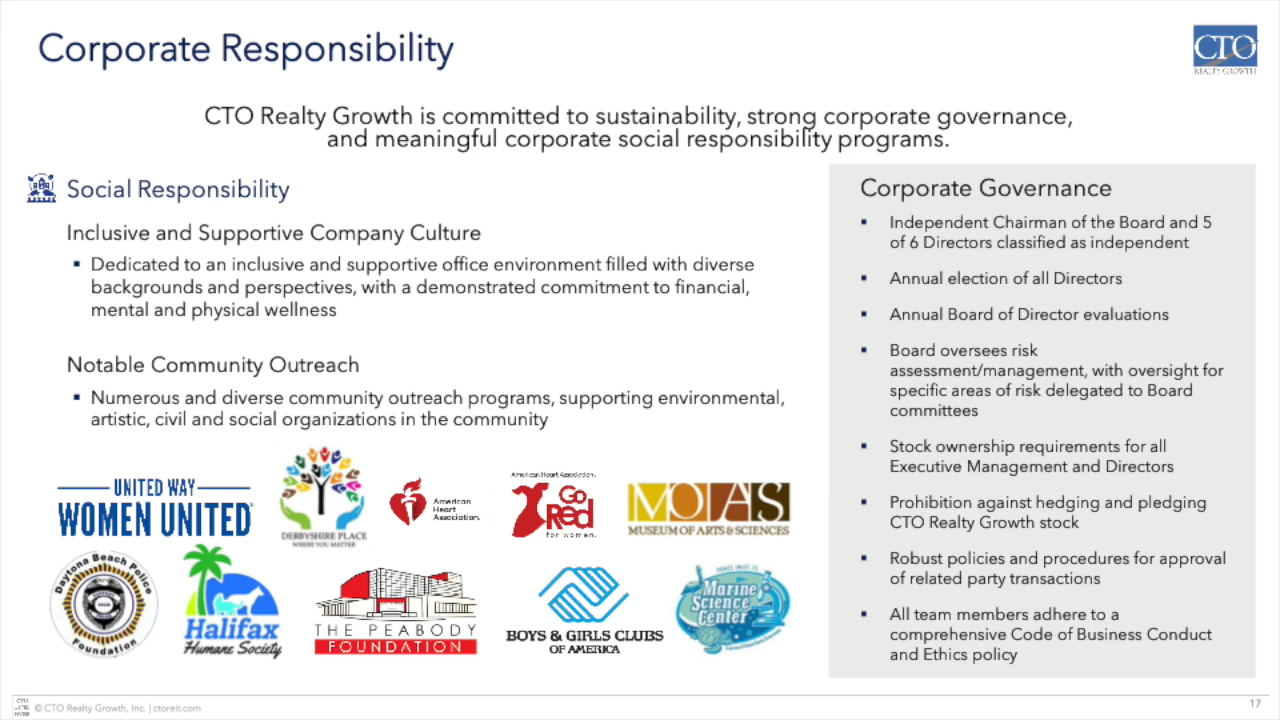 Corporate Responsibility
CTO
REALTY GROWTH
CTO Realty Growth is committed to sustainability, strong corporate governance,
and meaningful corporate social responsibility programs.
Social Responsibility
Inclusive and Supportive Company Culture
▪ Dedicated to an inclusive and supportive office environment filled with diverse
backgrounds and perspectives, with a demonstrated commitment to financial,
mental and physical wellness
Notable Community Outreach
▪ Numerous and diverse community outreach programs, supporting environmental,
artistic, civil and social organizations in the community
UNITED WAY
WOMEN UNITED
DERBYSHIRE PLACE
WHERE YOU MATTER
American
Heart
Association.
American Heart Association.
Go
Red
for women.
MOAS
MUSEUM OF ARTS & SCIENCES
Daytona Beach Police
Foundation
Halifax
Humane Society
THE PEABODY
FOUNDATION
BOYS & GIRLS CLUBS
OF AMERICA
Marine
Science
Center
Corporate Governance
▪ Independent Chairman of the Board and 5
of 6 Directors classified as independent
▪ Annual election of all Directors
▪ Annual Board of Director evaluations
▪ Board oversees risk
assessment/management, with oversight for
specific areas of risk delegated to Board
committees
▪ Stock ownership requirements for all
Executive Management and Directors
▪ Prohibition against hedging and pledging
CTO Realty Growth stock
▪ Robust policies and procedures for approval
of related party transactions
▪ All team members adhere to a
comprehensive Code of Business Conduct
and Ethics policy
© CTO Realty Growth, Inc. | ctoreit.com
17